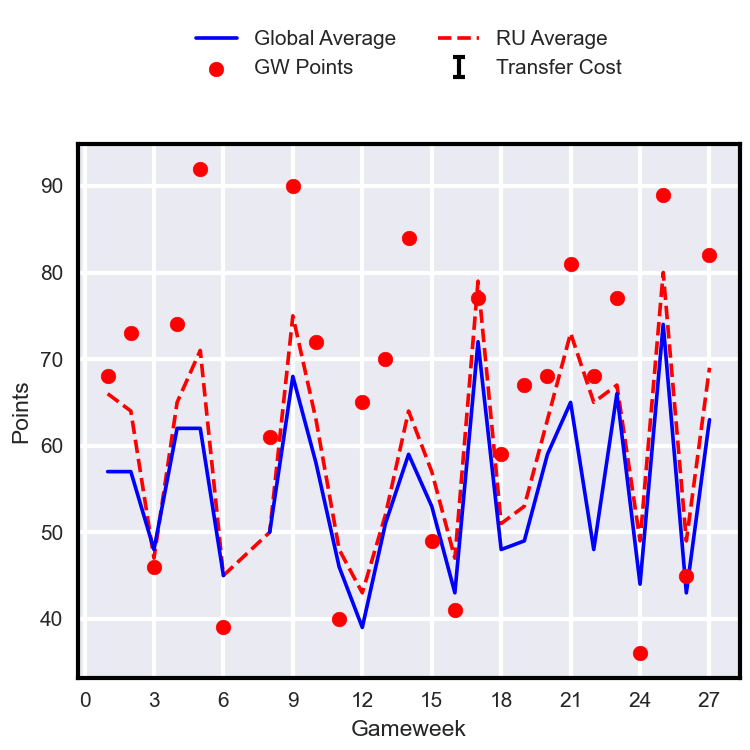 Global Average
RU Average
GW Points
Transfer Cost
90
80
70
60
50
40
Points
0 3 6 9 12 15 18 21 24 27
Gameweek